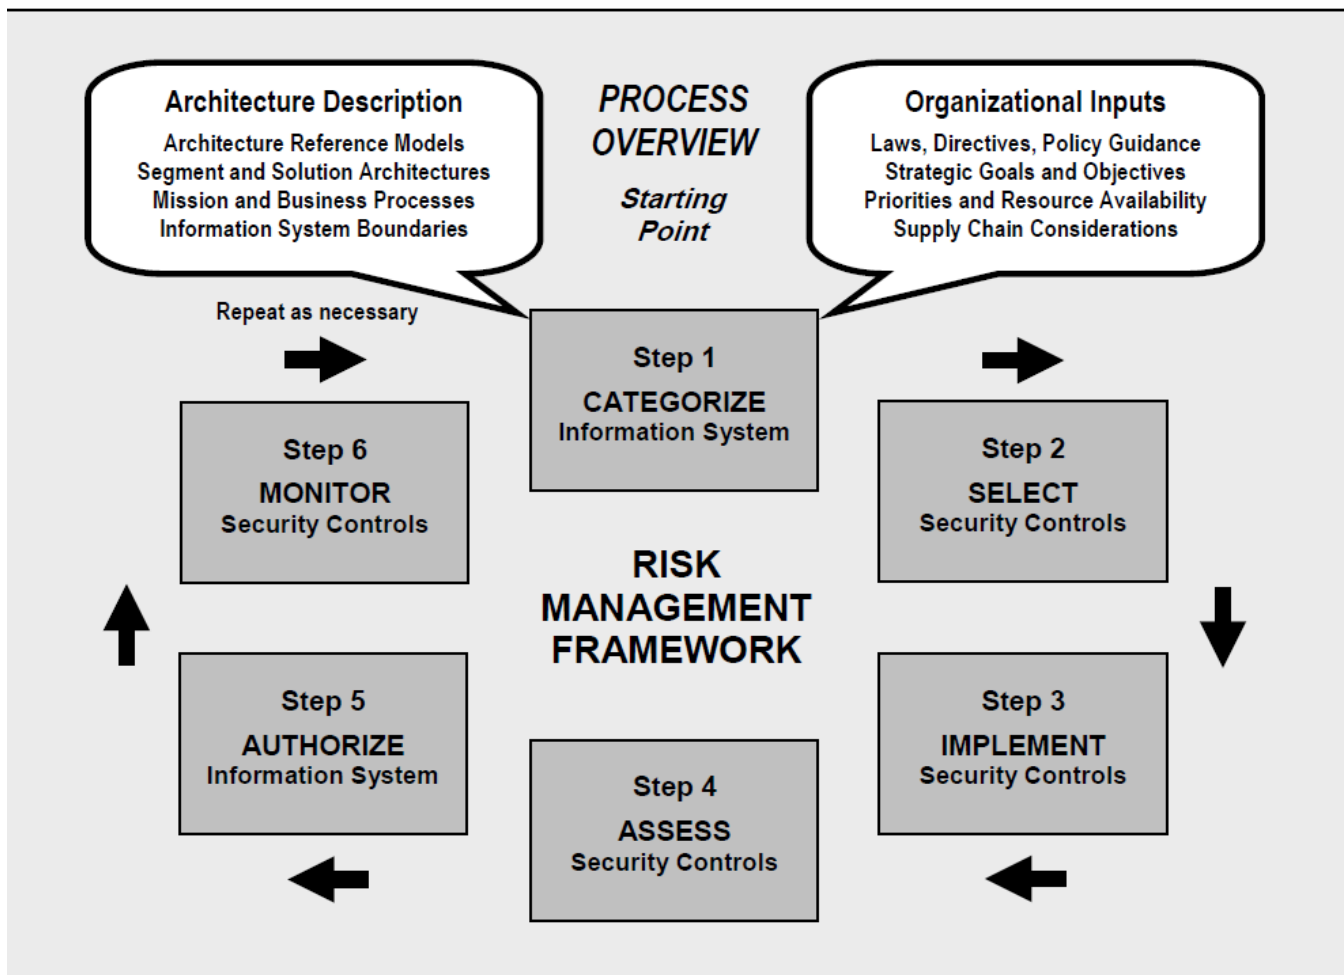 Architecture Description
Architecture Reference Models
Segment and Solution Architectures
Mission and Business Processes
Information System Boundaries
PROCESS
OVERVIEW
Starting
Point
Organizational Inputs
Laws, Directives, Policy Guidance
Strategic Goals and Objectives
Priorities and Resource Availability
Supply Chain Considerations
Repeat as necessary
Step 1
CATEGORIZE
Information System
Step 2
SELECT
Security Controls
Step 3
IMPLEMENT
Security Controls
Step 4
ASSESS
Security Controls
Step 5
AUTHORIZE
Information System
Step 6
MONITOR
Security Controls
RISK
MANAGEMENT
FRAMEWORK